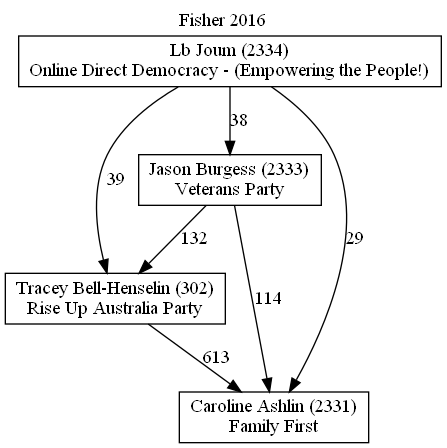 Fisher 2016
Lb Joum (2334)
Online Direct Democracy - (Empowering the People!)
38
Jason Burgess (2333)
Veterans Party
39
132
29
Tracey Bell-Henselin (302)
Rise Up Australia Party
114
613
Caroline Ashlin (2331)
Family First